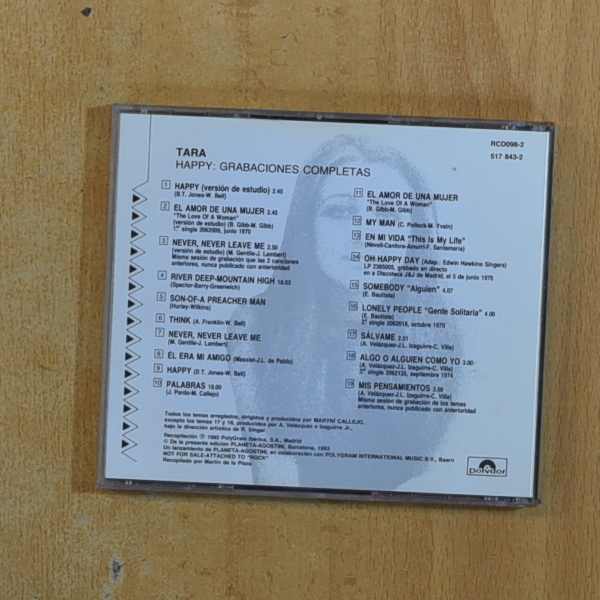 RCD098-2
517 843-2
TARA
HAPPY: GRABACIONES COMPLETAS
1 HAPPY (versión de estudio) 2.45
(B.T. Jones-W. Bell)
2 EL AMOR DE UNA MUJER 2.45
"The Love Of A Woman"
(versión de estudio) (B. Gibb-M. Gibb)
1.er single 2062009, junio 1970
3 NEVER, NEVER LEAVE ME 2.50
(versión de estudio) (M. Gentile-J. Lambert)
Misma sesión de grabación que las 2 canciones
anteriores, nunca publicado con anterioridad
4 RIVER DEEP-MOUNTAIN HIGH 18.02
(Spector-Barry-Greenwich)
5 SON-OF-A PREACHER MAN
(Hurley-Wilkins)
6 THINK (A. Franklin-W. Bell)
7 NEVER, NEVER LEAVE ME
(M. Gentile-J. Lambert)
8 ÉL ERA MI AMIGO (Massiel-J.L. de Pablo)
9 HAPPY (B.T. Jones-W. Bell)
10 PALABRAS 18.00
(J. Pardo-M. Callejo)
11 EL AMOR DE UNA MUJER
"The Love Of A Woman"
(B. Gibb-M. Gibb)
12 MY MAN (C. Pollock-M. Yvain)
13 EN MI VIDA "This Is My Life"
(Newell-Canfora-Amurri-F. Santamaría)
14 OH HAPPY DAY (Adap.: Edwin Hawkins Singers)
LP 2385005, grabado en directo
en a Discoteca J&J de Madrid, el 5 de junio 1970
15 SOMEBODY "Alguien" 4.07
(E. Bautista)
16 LONELY PEOPLE "Gente Solitaria" 4.00
(E. Bautista)
2.º single 2062018, octubre 1970
17 SÁLVAME 2.51
(A. Velázquez-J.L. Izaguirre-C. Villa)
18 ALGO O ALGUIEN COMO YO 3.00
(A. Velázquez-J.L. Izaguirre-C. Villa)
3.er single 2062135, septiembre 1974
19 MIS PENSAMIENTOS 2.58
(A. Velázquez-J.L. Izaguirre-C. Villa)
Misma sesión de grabación de los temas
anteriores, nunca publicado con anterioridad
Todos los temas arreglados, dirigidos y producidos por MARYNÍ CALLEJO,
excepto los temas 17 y 18, producidos por A. Velázquez e Izaguirre Jr.,
bajo la dirección artística de R. Singer
Recopilación ℗ 1993 PolyGram Ibérica, S.A., Madrid
© De la presente edición PLANETA-AGOSTINI, Barcelona, 1993
Un lanzamiento de PLANETA-AGOSTINI, en colaboración con POLYGRAM INTERNATIONAL MUSIC B.V., Baarn
NOT FOR SALE-ATTACHED TO "ROCK"
Recopilado por Martín de la Plaza
polydor